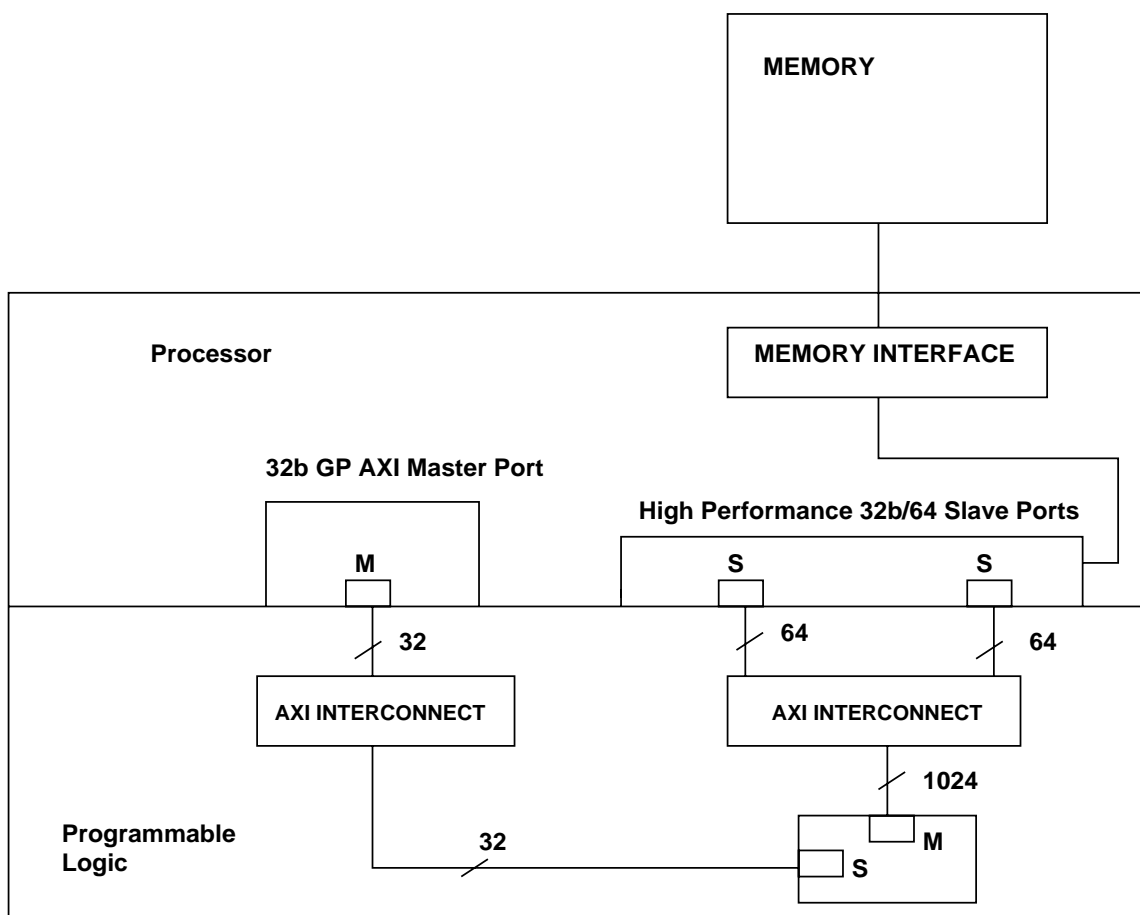 MEMORY
Processor
MEMORY INTERFACE
32b GP AXI Master Port
High Performance 32b/64 Slave Ports
M
S
S
32
64
64
AXI INTERCONNECT
AXI INTERCONNECT
1024
Programmable
Logic
32
M
S